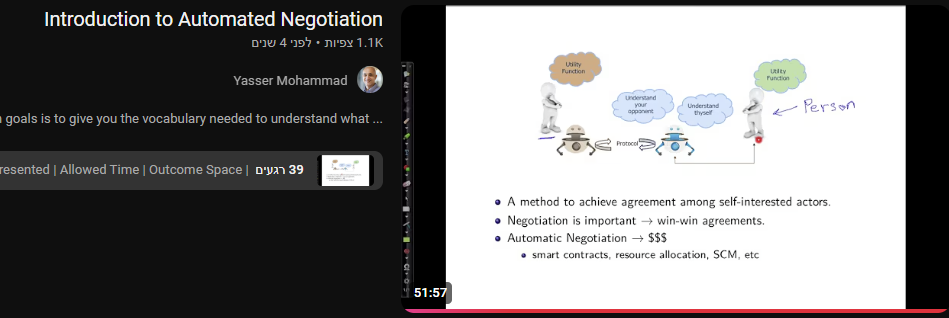 Introduction to Automated Negotiation
1.1K צפיות • לפני 4 שנים
Yasser Mohammad
goals is to give you the vocabulary needed to understand what ...
resented | Allowed Time | Outcome Space | 39 רגעים
Utility
Function
Utility
Function
Understand
your
opponent
Understand
thyself
Person
Protocol
A method to achieve agreement among self-interested actors.
Negotiation is important → win-win agreements.
Automatic Negotiation → $$$
smart contracts, resource allocation, SCM, etc
51:57